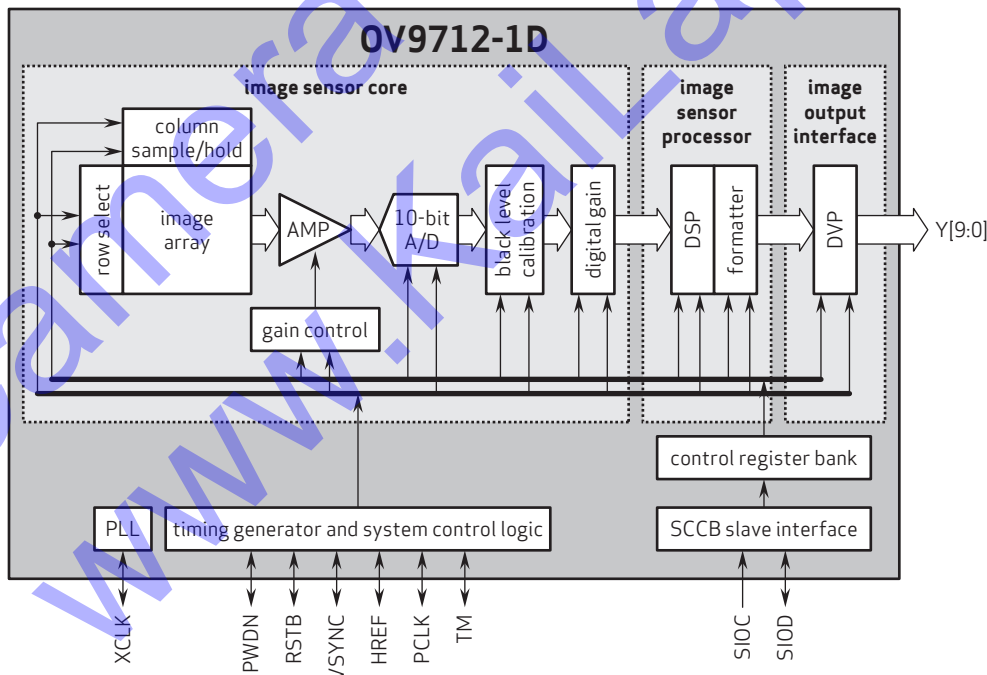 OV9712-1D
image sensor core
image
sensor
processor
image
output
interface
column
sample/hold
row select
image
array
AMP
10-bit
A/D
black level
calibration
digital gain
DSP
formatter
DVP
Y[9:0]
gain control
control register bank
PLL
timing generator and system control logic
SCCB slave interface
XCLK
PWDN
RSTB
VSYNC
HREF
PCLK
TM
SIOC
SIOD